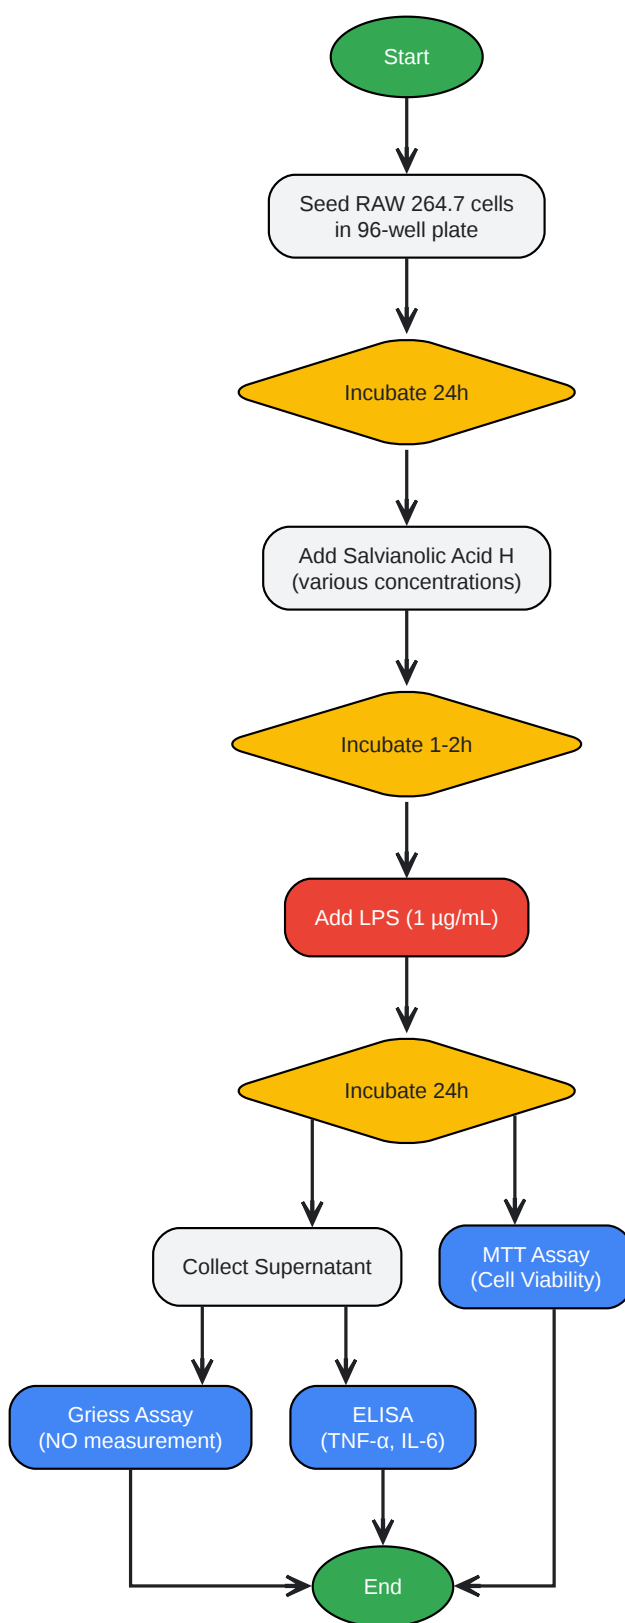 Start
Seed RAW 264.7 cells
in 96-well plate
Incubate 24h
Add Salvianolic Acid H
(various concentrations)
Incubate 1-2h
Add LPS (1 µg/mL)
Incubate 24h
Collect Supernatant
MTT Assay
(Cell Viability)
Griess Assay
(NO measurement)
ELISA
(TNF-α, IL-6)
End